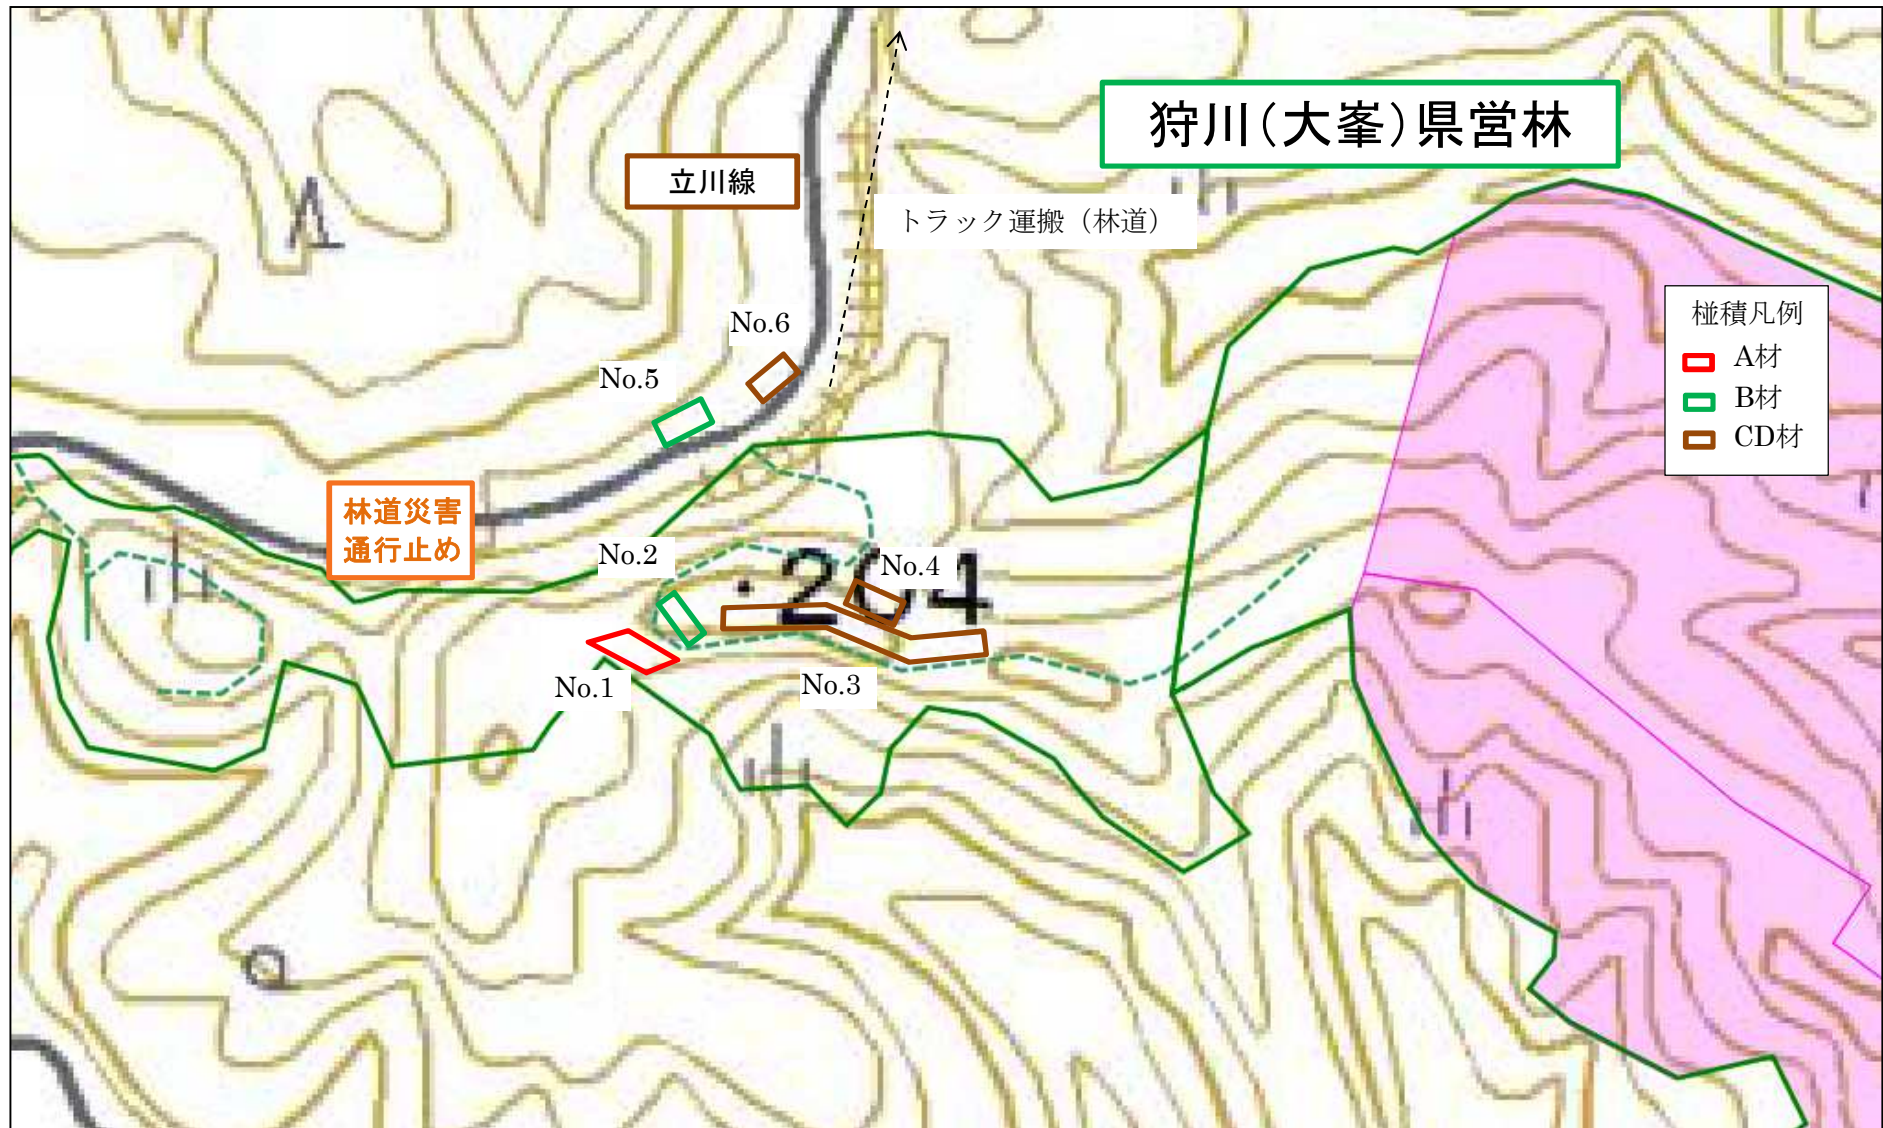 狩川（大峯）県営林
立川線
トラック運搬（林道）
椪積凡例
A材
B材
CD材
No.6
No.5
林道災害
通行止め
No.2
No.4
204
No.1
No.3